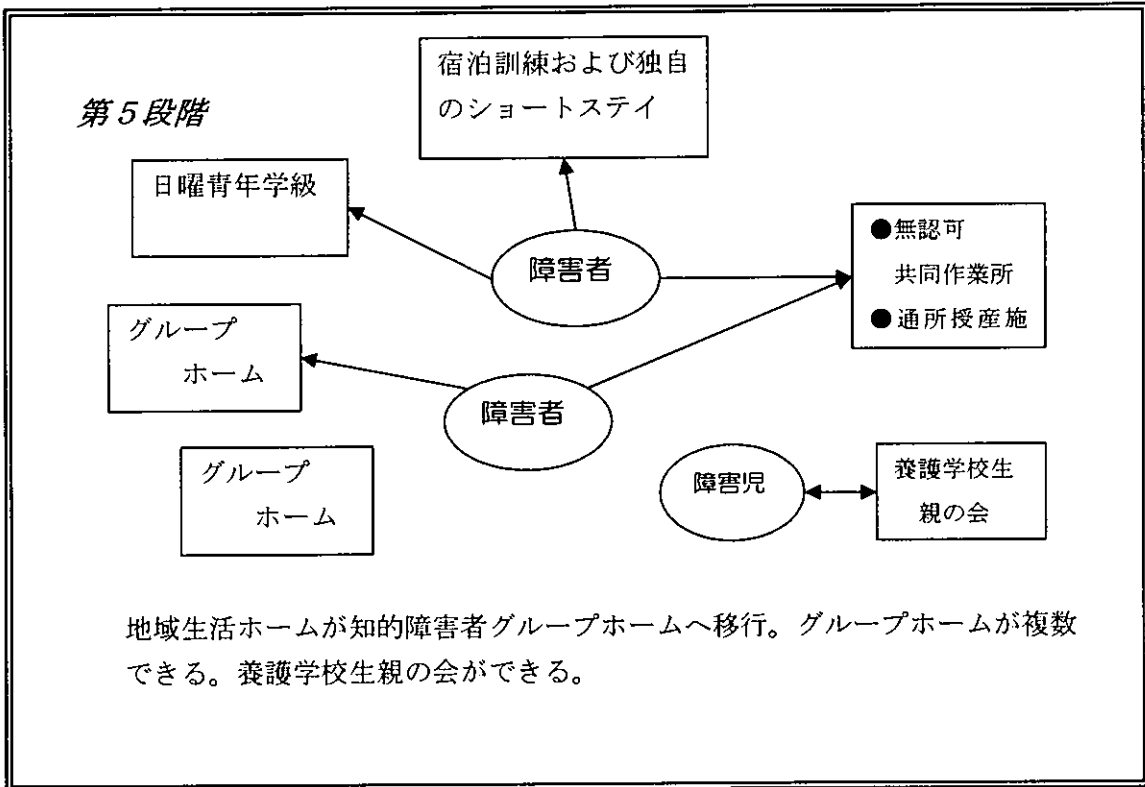 第5段階
宿泊訓練および独自
のショートステイ
日曜青年学級
障害者
●無認可
共同作業所
●通所授産施
グループ
ホーム
障害者
グループ
ホーム
障害児
養護学校生
親の会
地域生活ホームが知的障害者グループホームへ移行。グループホームが複数
できる。養護学校生親の会ができる。